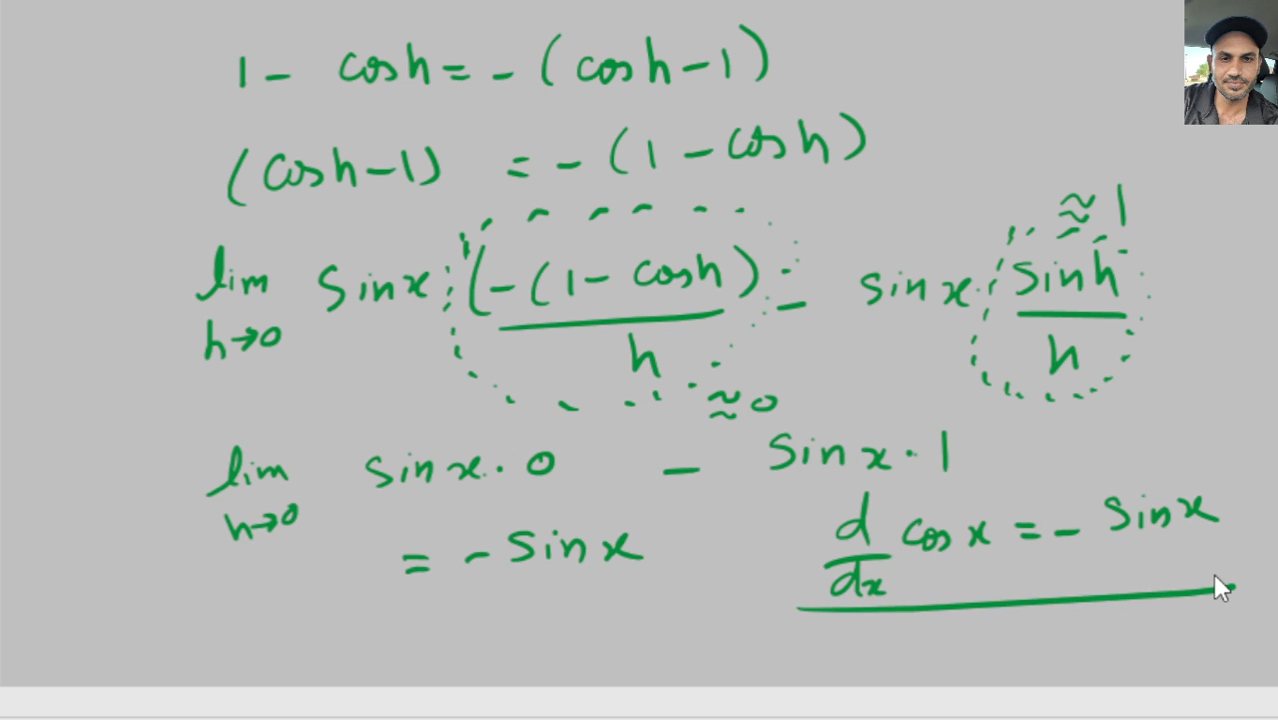 1 - cosh = - (cosh - 1)
(cosh - 1) = - (1 - cosh)
≈ 1
lim h→0 sinx · (-(1 - cosh)) / h - sinx · sinh / h
≈ 0
lim h→0 sinx · 0 - sinx · 1
= - sinx
d/dx cosx = - sinx